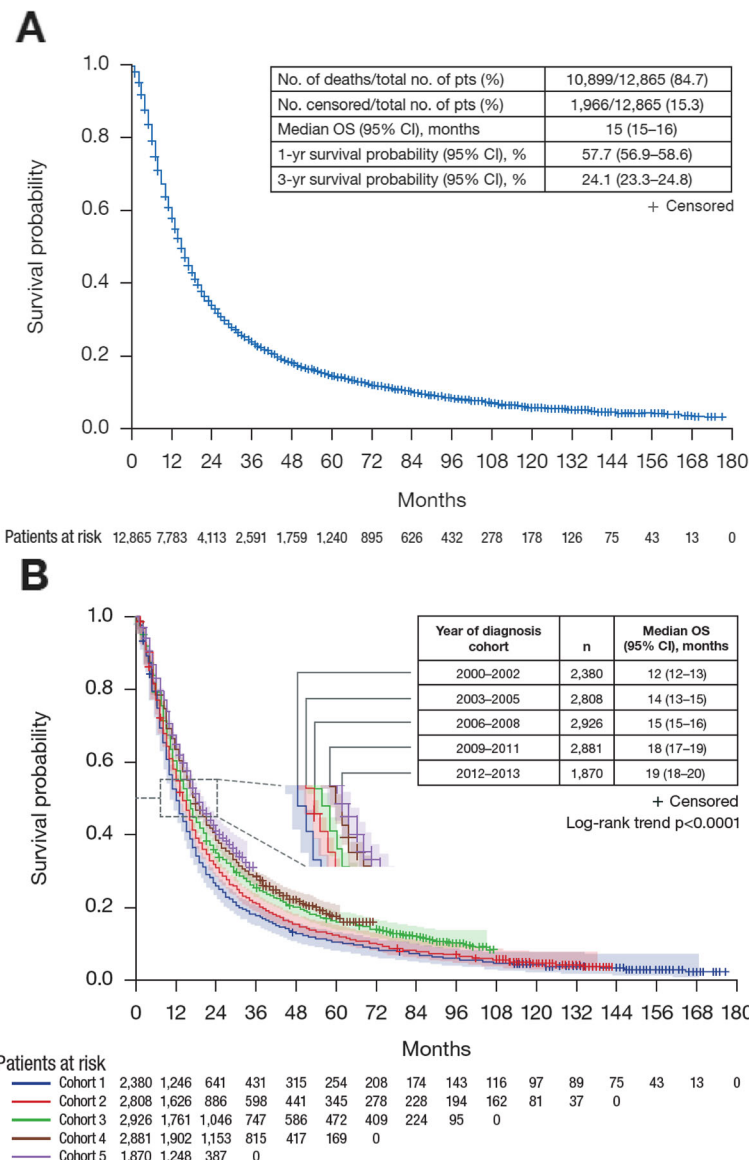 A
1.0
0.8
0.6
0.4
0.2
0.0
Survival probability
No. of deaths/total no. of pts (%) 10,899/12,865 (84.7)
No. censored/total no. of pts (%) 1,966/12,865 (15.3)
Median OS (95% CI), months 15 (15–16)
1-yr survival probability (95% CI), % 57.7 (56.9–58.6)
3-yr survival probability (95% CI), % 24.1 (23.3–24.8)
+ Censored
0 12 24 36 48 60 72 84 96 108 120 132 144 156 168 180
Months
Patients at risk 12,865 7,783 4,113 2,591 1,759 1,240 895 626 432 278 178 126 75 43 13 0
B
1.0
0.8
0.6
0.4
0.2
0.0
Survival probability
Year of diagnosis cohort n Median OS (95% CI), months
2000–2002 2,380 12 (12–13)
2003–2005 2,808 14 (13–15)
2006–2008 2,926 15 (15–16)
2009–2011 2,881 18 (17–19)
2012–2013 1,870 19 (18–20)
+ Censored
Log-rank trend p<0.0001
0 12 24 36 48 60 72 84 96 108 120 132 144 156 168 180
Months
Patients at risk
Cohort 1 2,380 1,246 641 431 315 254 208 174 143 116 97 89 75 43 13 0
Cohort 2 2,808 1,626 886 598 441 345 278 228 194 162 81 37 0
Cohort 3 2,926 1,761 1,046 747 586 472 409 224 95 0
Cohort 4 2,881 1,902 1,153 815 417 169 0
Cohort 5 1,870 1,248 387 0